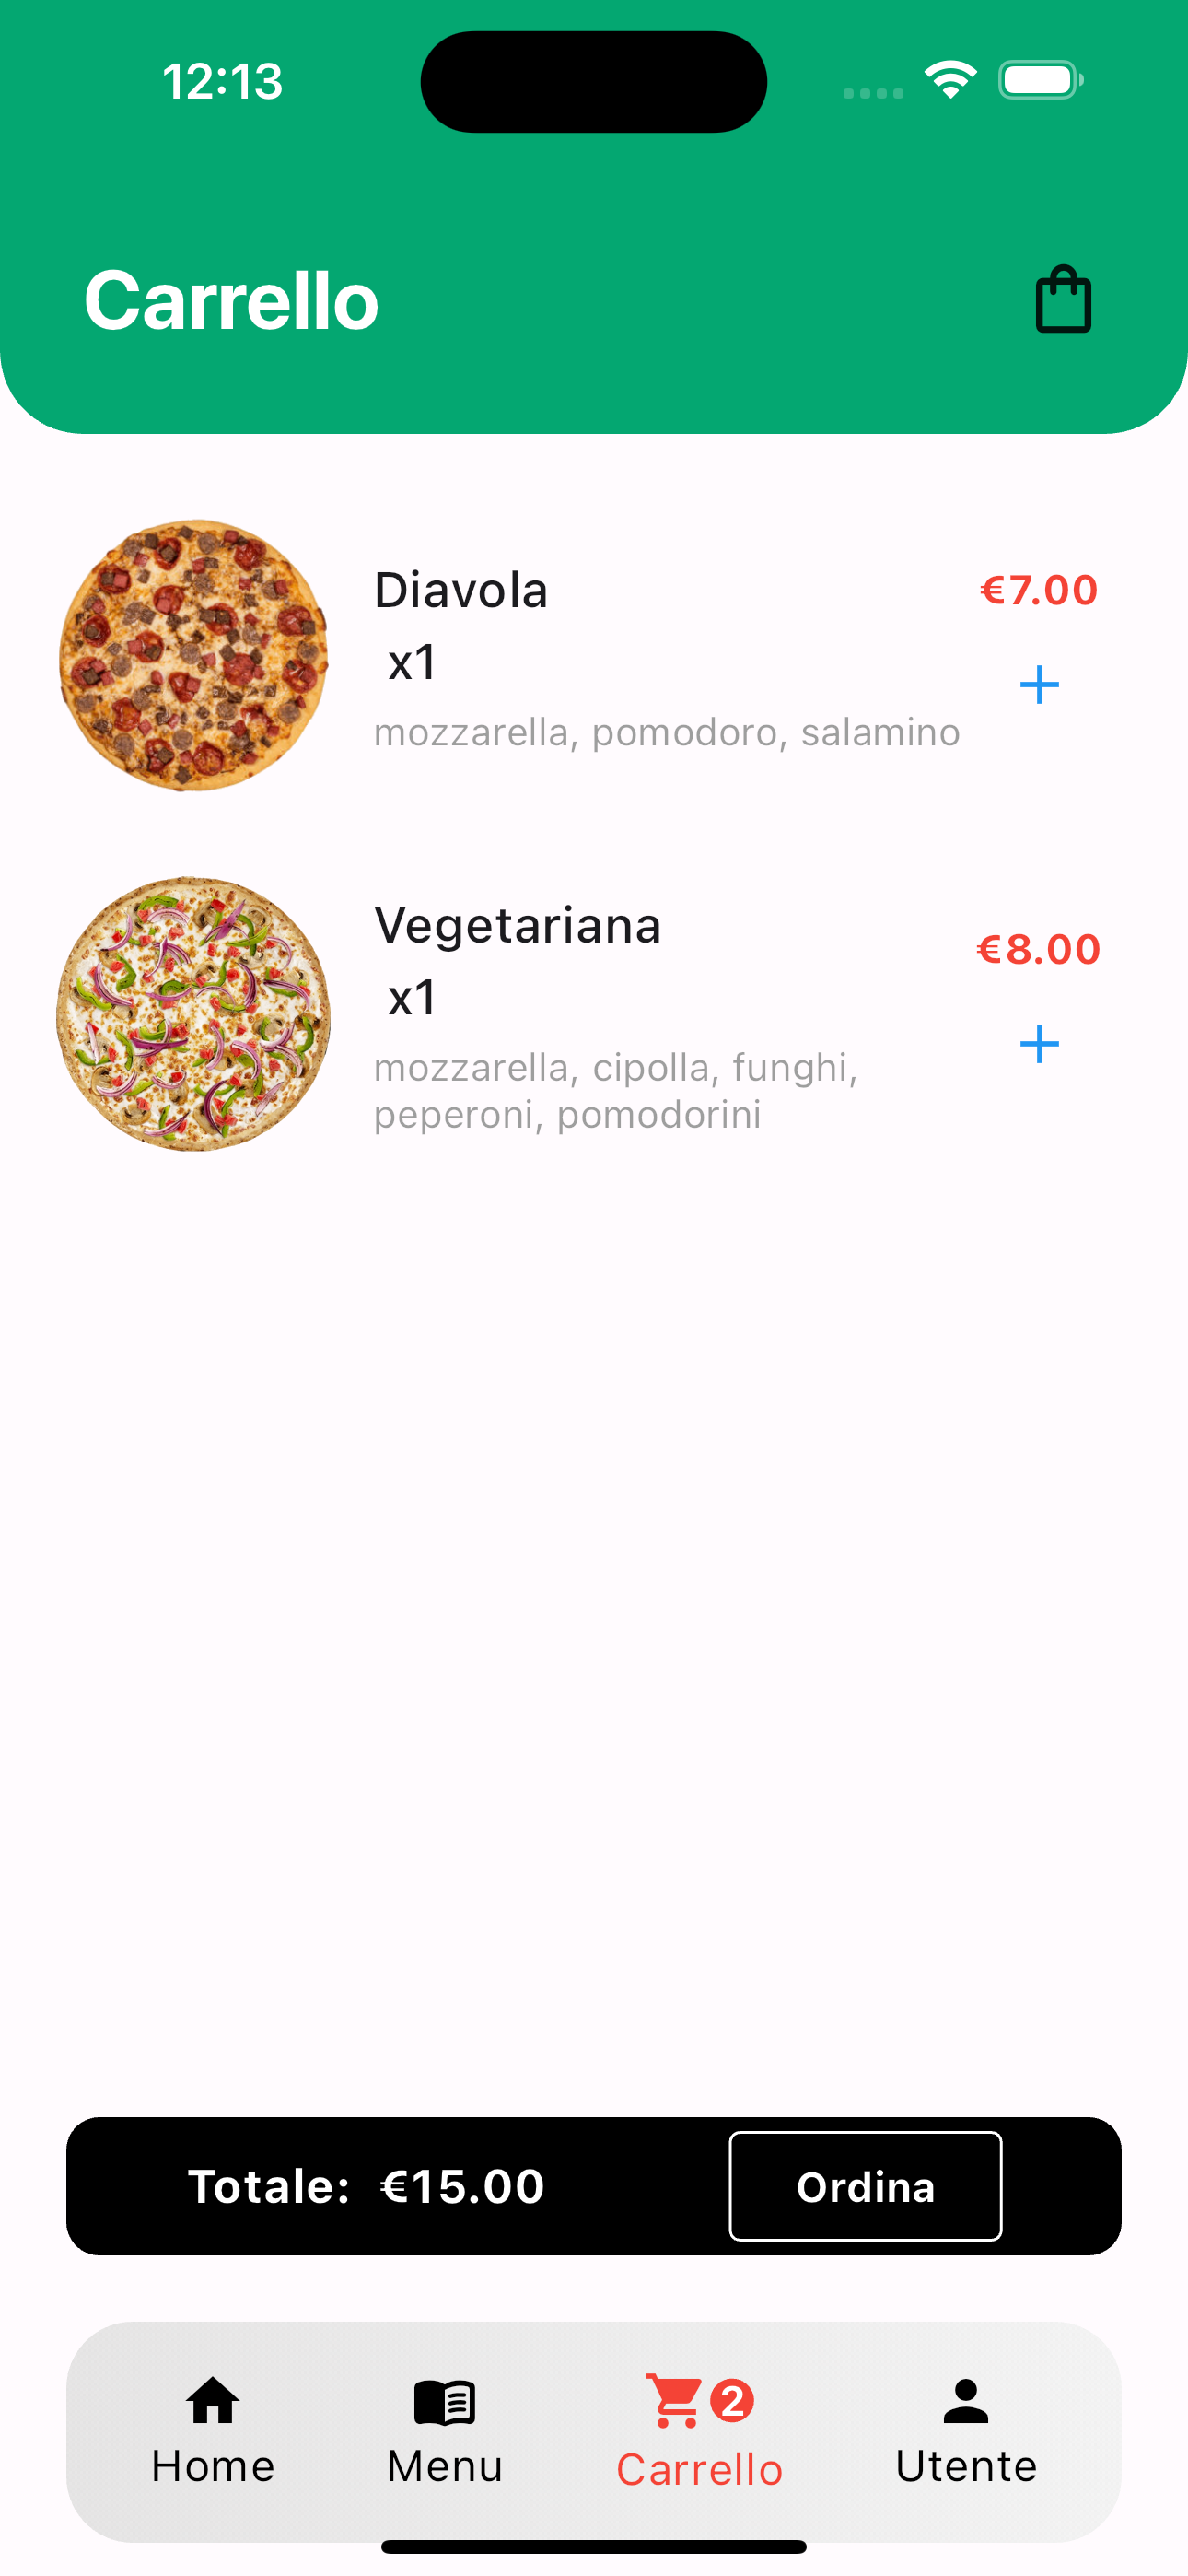 12:13
Carrello
Diavola
€7.00
x1
+
mozzarella, pomodoro, salamino
Vegetariana
€8.00
x1
+
mozzarella, cipolla, funghi,
peperoni, pomodorini
Totale: €15.00
Ordina
2
Home
Menu
Carrello
Utente